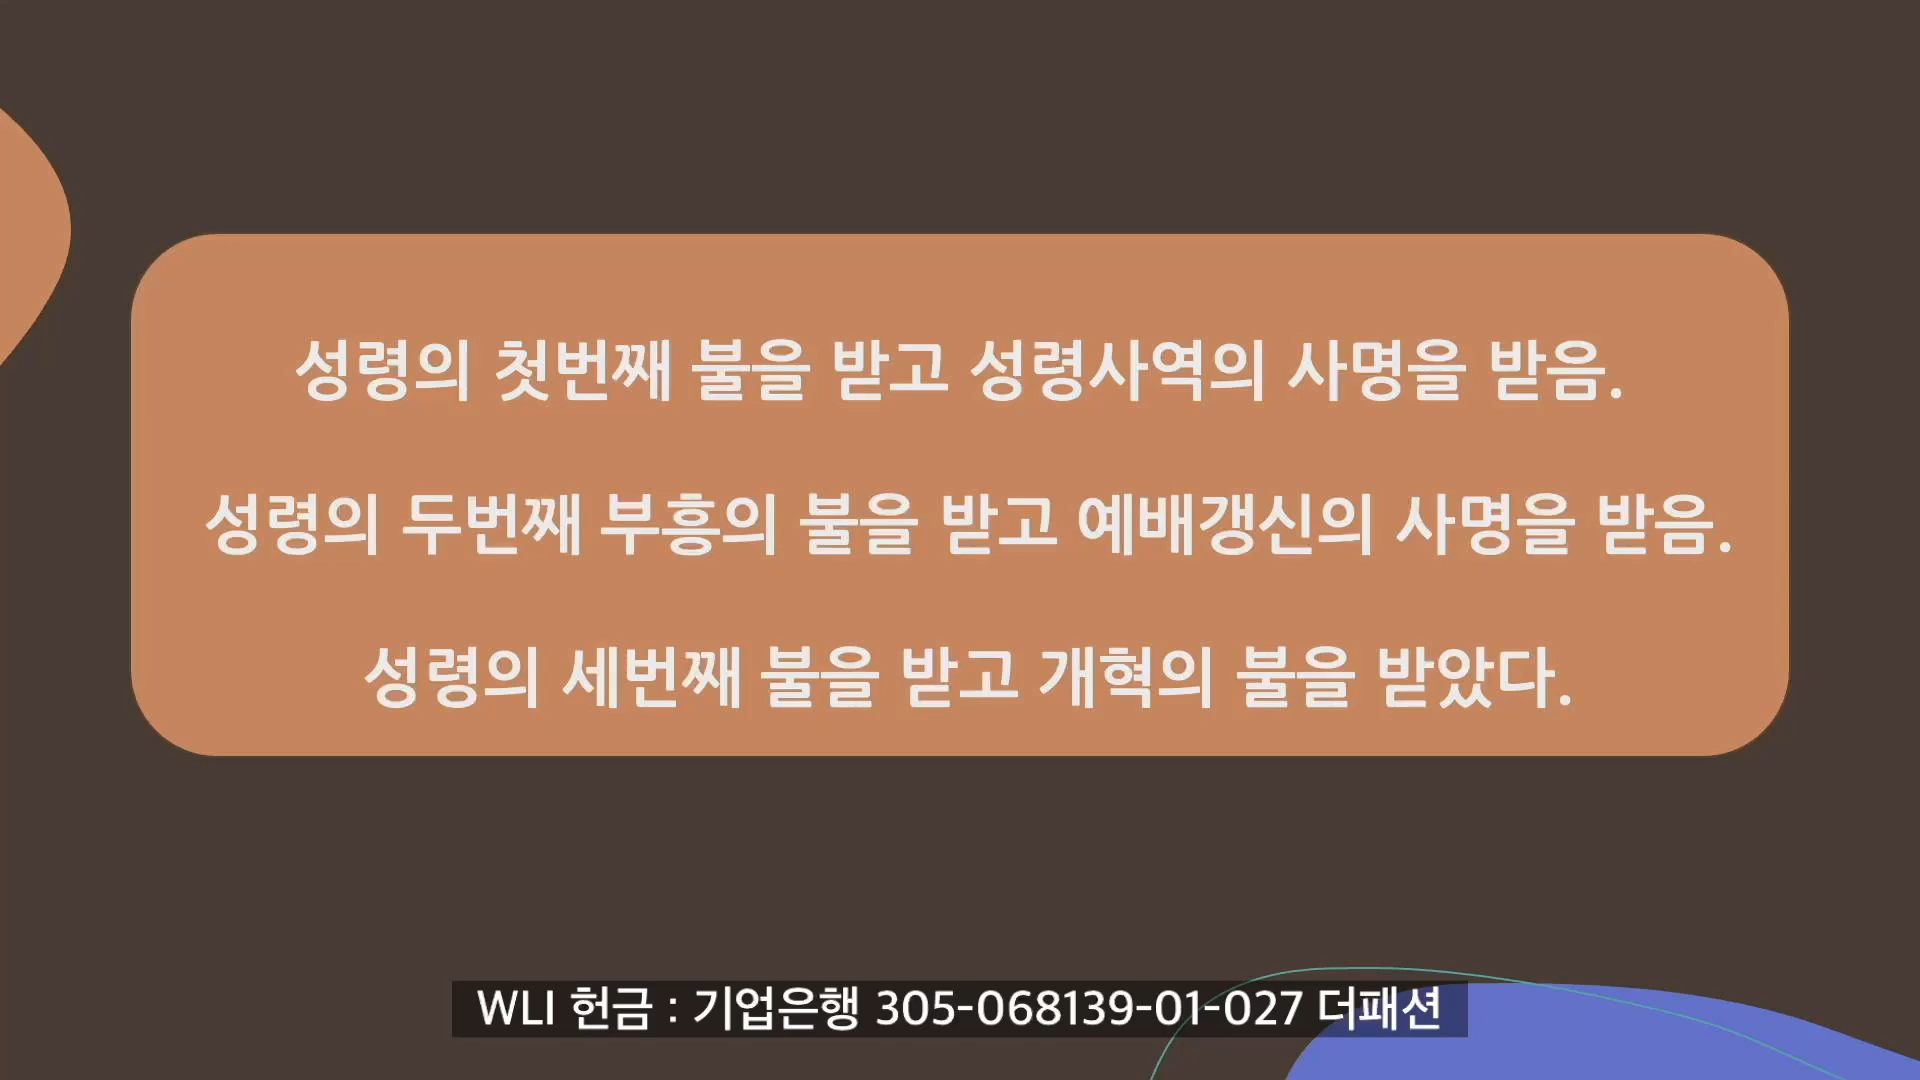 성령의 첫번째 불을 받고 성령사역의 사명을 받음.
성령의 두번째 부흥의 불을 받고 예배갱신의 사명을 받음.
성령의 세번째 불을 받고 개혁의 불을 받았다.
WLI 헌금 : 기업은행 305-068139-01-027 더패션